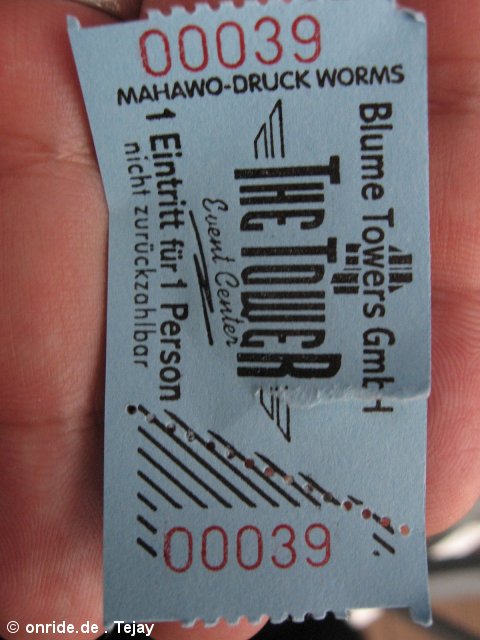 00039
MAHAWO-DRUCK WORMS
Blume Towers GmbH
THE TOWER
Event Center
1 Eintritt für 1 Person
nicht zurückzahlbar
00039
© onride.de . Tejay